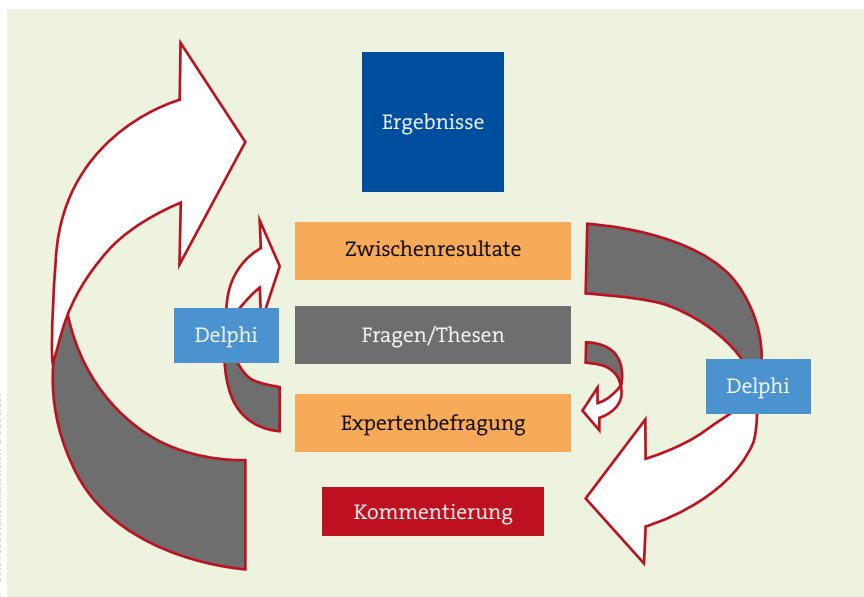 Ergebnisse
Zwischenresultate
Delphi
Fragen/Thesen
Delphi
Expertenbefragung
Kommentierung